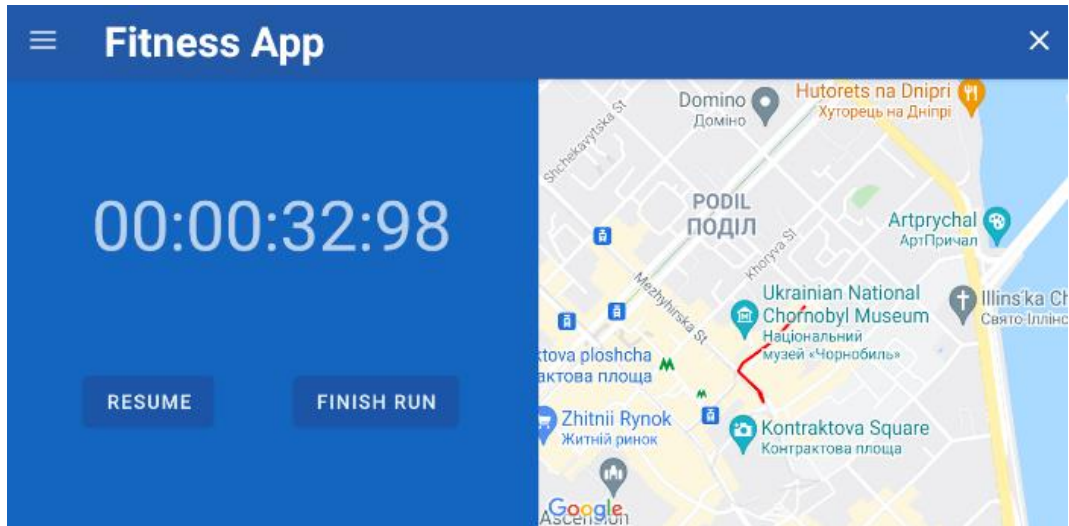 Fitness App
00:00:32:98
RESUME
FINISH RUN
Hutorets na Dnipri
Хуторець на Дніпрі
Domino
Доміно
Shchekavytska St
PODIL
ПОДІЛ
Artprychal
АртПричал
Khoryva St
Mezhyhirska St
Ukrainian National
Chornobyl Museum
Національний
музей «Чорнобиль»
Illins'ka Ch
Свято-Іллінс
ktova ploshcha
актова площа
Zhitnii Rynok
Житній ринок
Kontraktova Square
Контрактова площа
Google
Ascension